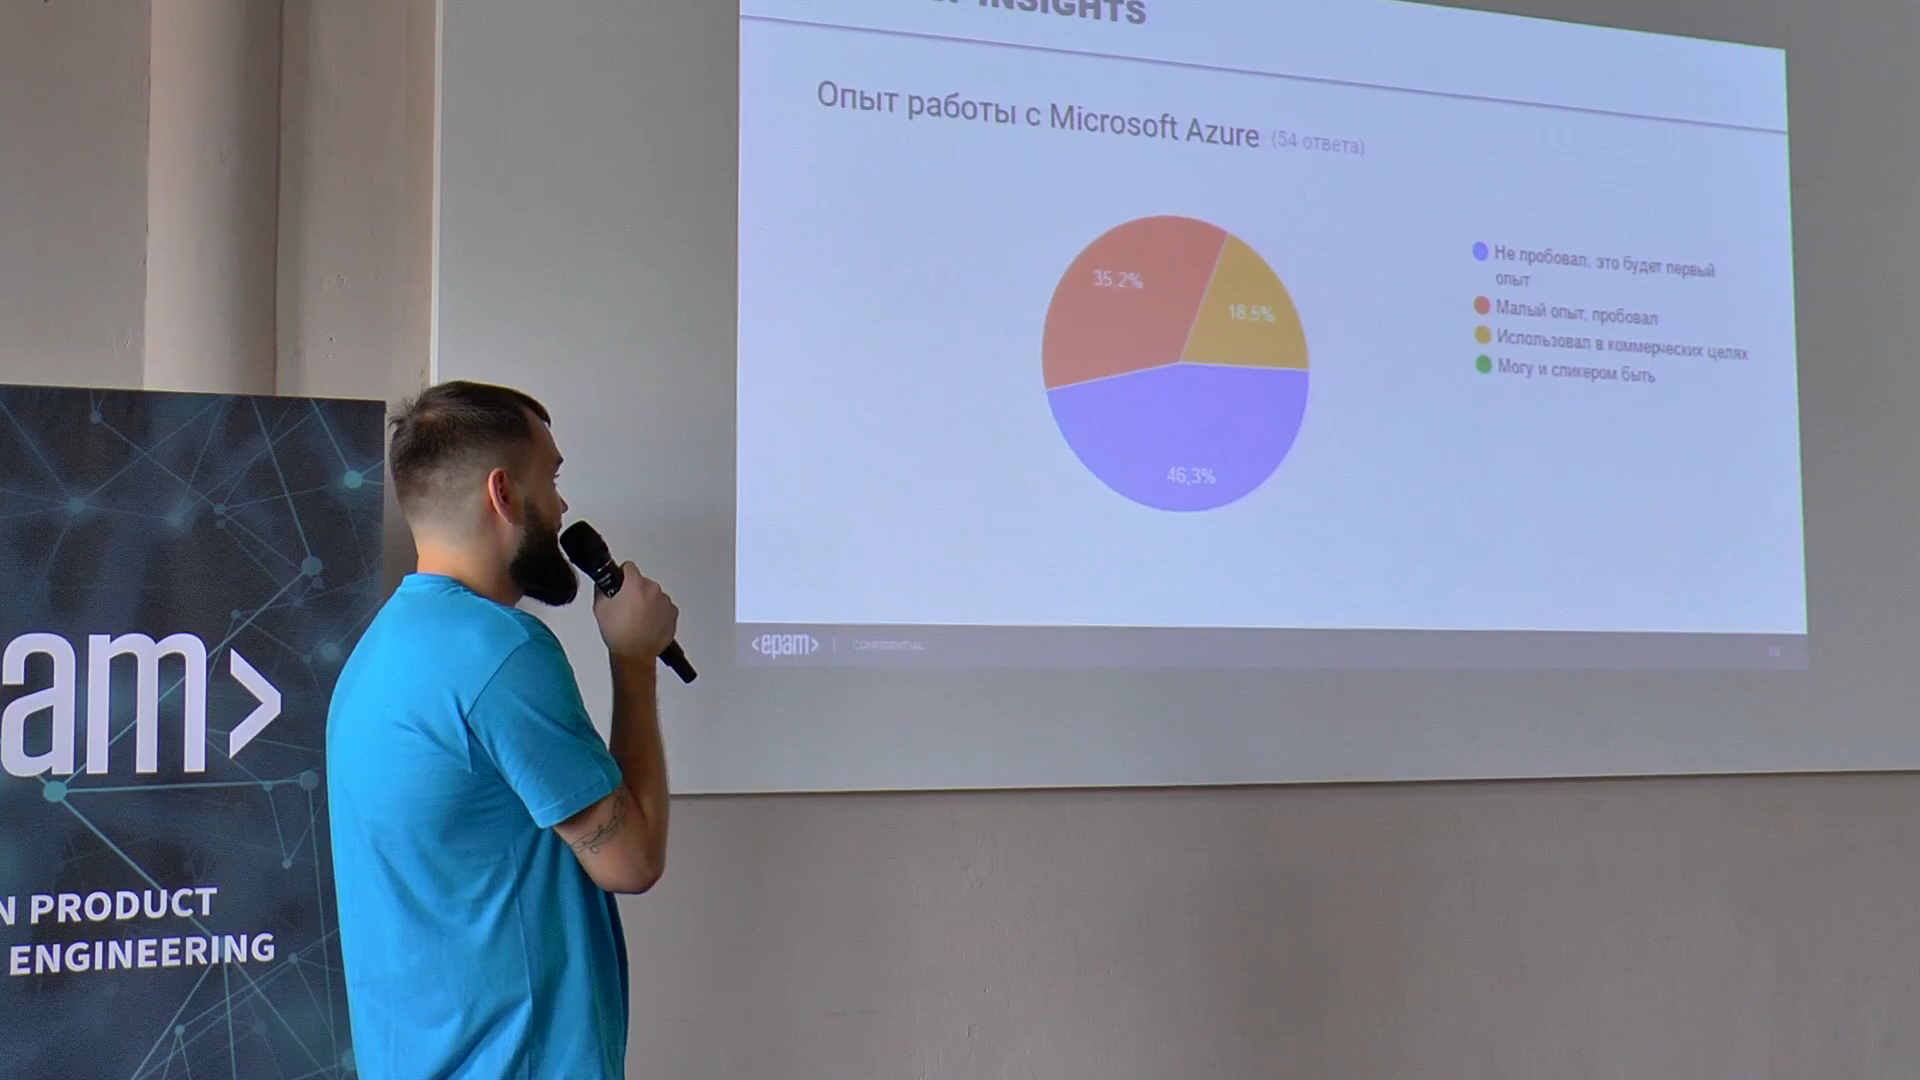 INSIGHTS
Опыт работы с Microsoft Azure (54 ответа)
35,2%
18,5%
46,3%
Не пробовал, это будет первый
опыт
Малый опыт, пробовал
Использовал в коммерческих целях
Могу и спикером быть
<epam> | CONFIDENTIAL
am>
N PRODUCT
ENGINEERING